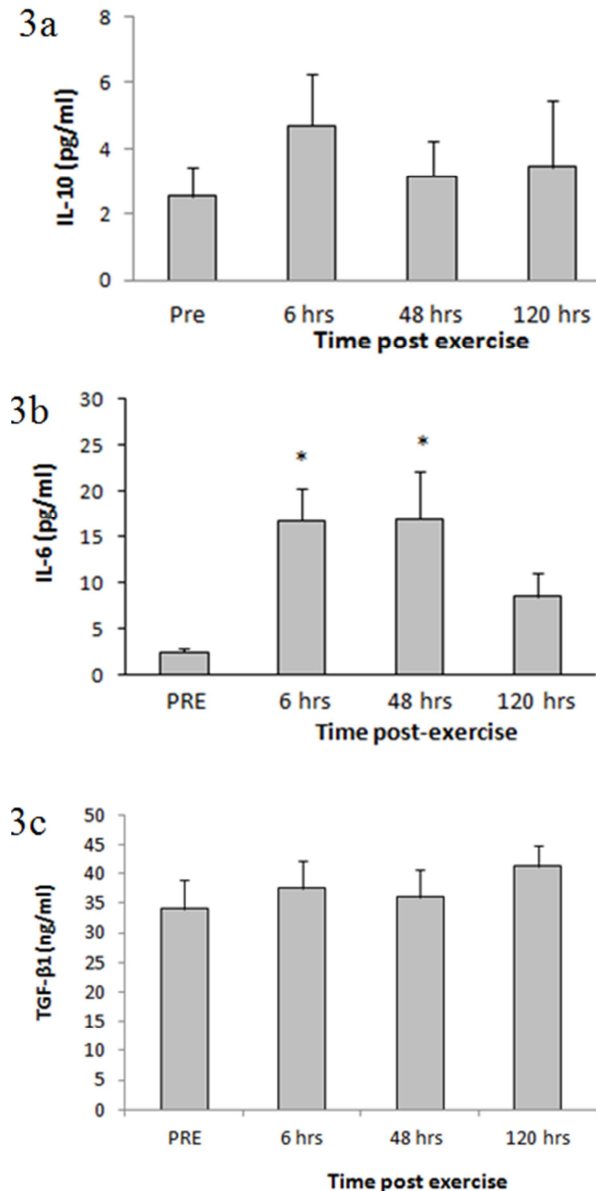 3a
IL-10 (pg/ml)
8
6
4
2
0
Pre 6 hrs 48 hrs 120 hrs
Time post exercise
3b
IL-6 (pg/ml)
30
25
20
15
10
5
0
* *
PRE 6 hrs 48 hrs 120 hrs
Time post-exercise
3c
TGF-β1 (ng/ml)
50
45
40
35
30
25
20
15
10
5
0
PRE 6 hrs 48 hrs 120 hrs
Time post exercise